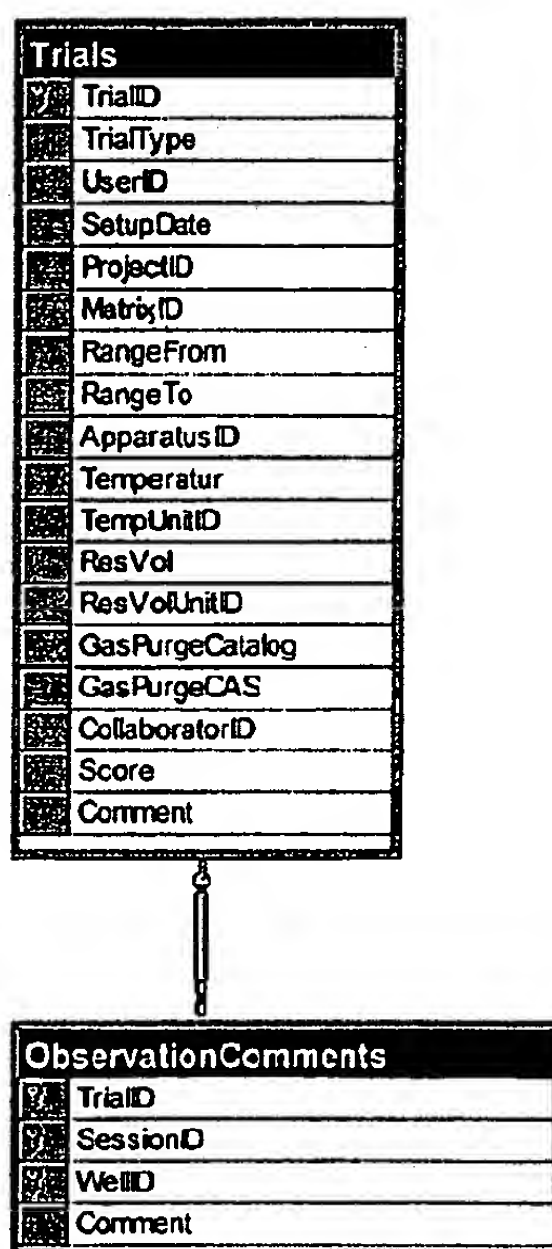 Trials
TrialID
TrialType
UserID
SetupDate
ProjectID
MatrixID
RangeFrom
RangeTo
ApparatusID
Temperatur
TempUnitID
ResVol
ResVolUnitID
GasPurgeCatalog
GasPurgeCAS
CollaboratorID
Score
Comment
ObservationComments
TrialID
SessionID
WellID
Comment